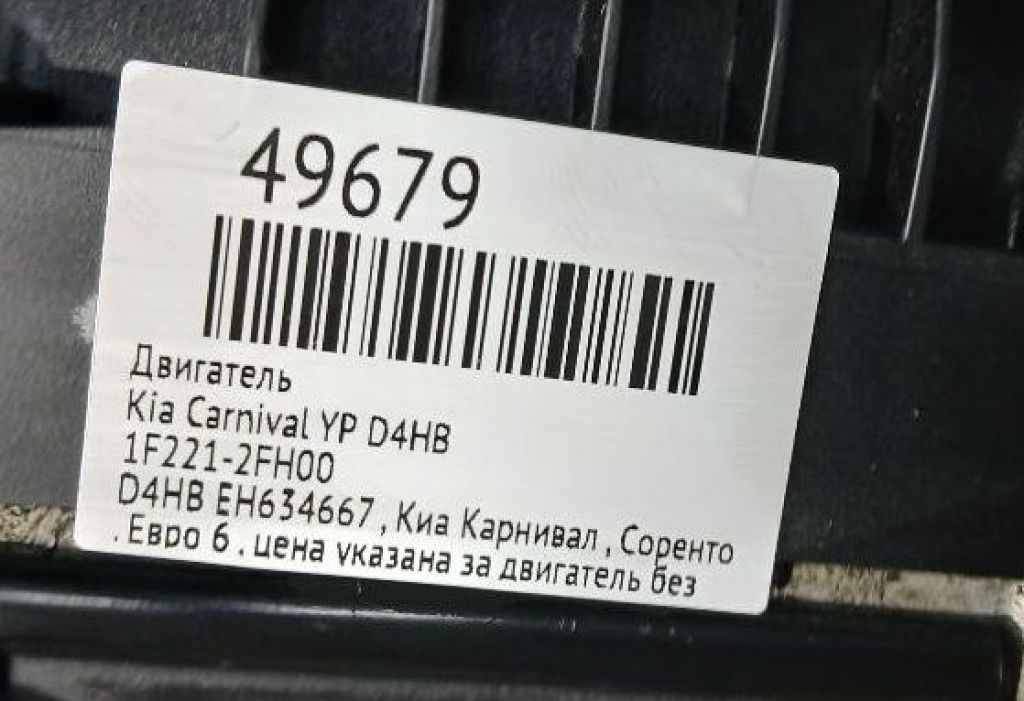 49679
Двигатель
Kia Carnival YP D4HB
1F221-2FH00
D4HB EH634667 , Киа Карнивал , Соренто
. Евро 6 . цена указана за двигатель без